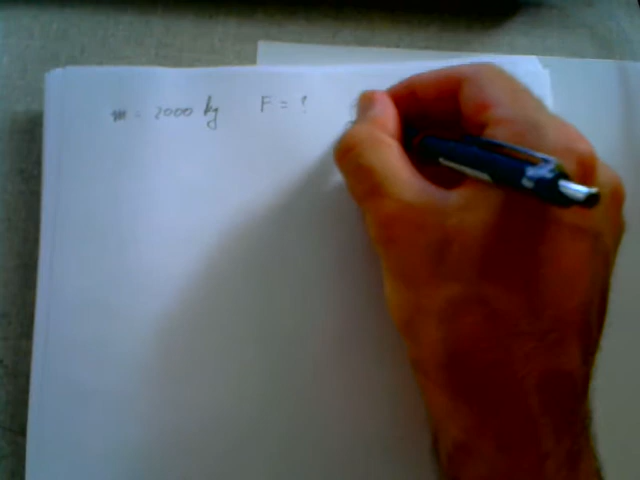 m = 2000 kg F = ?